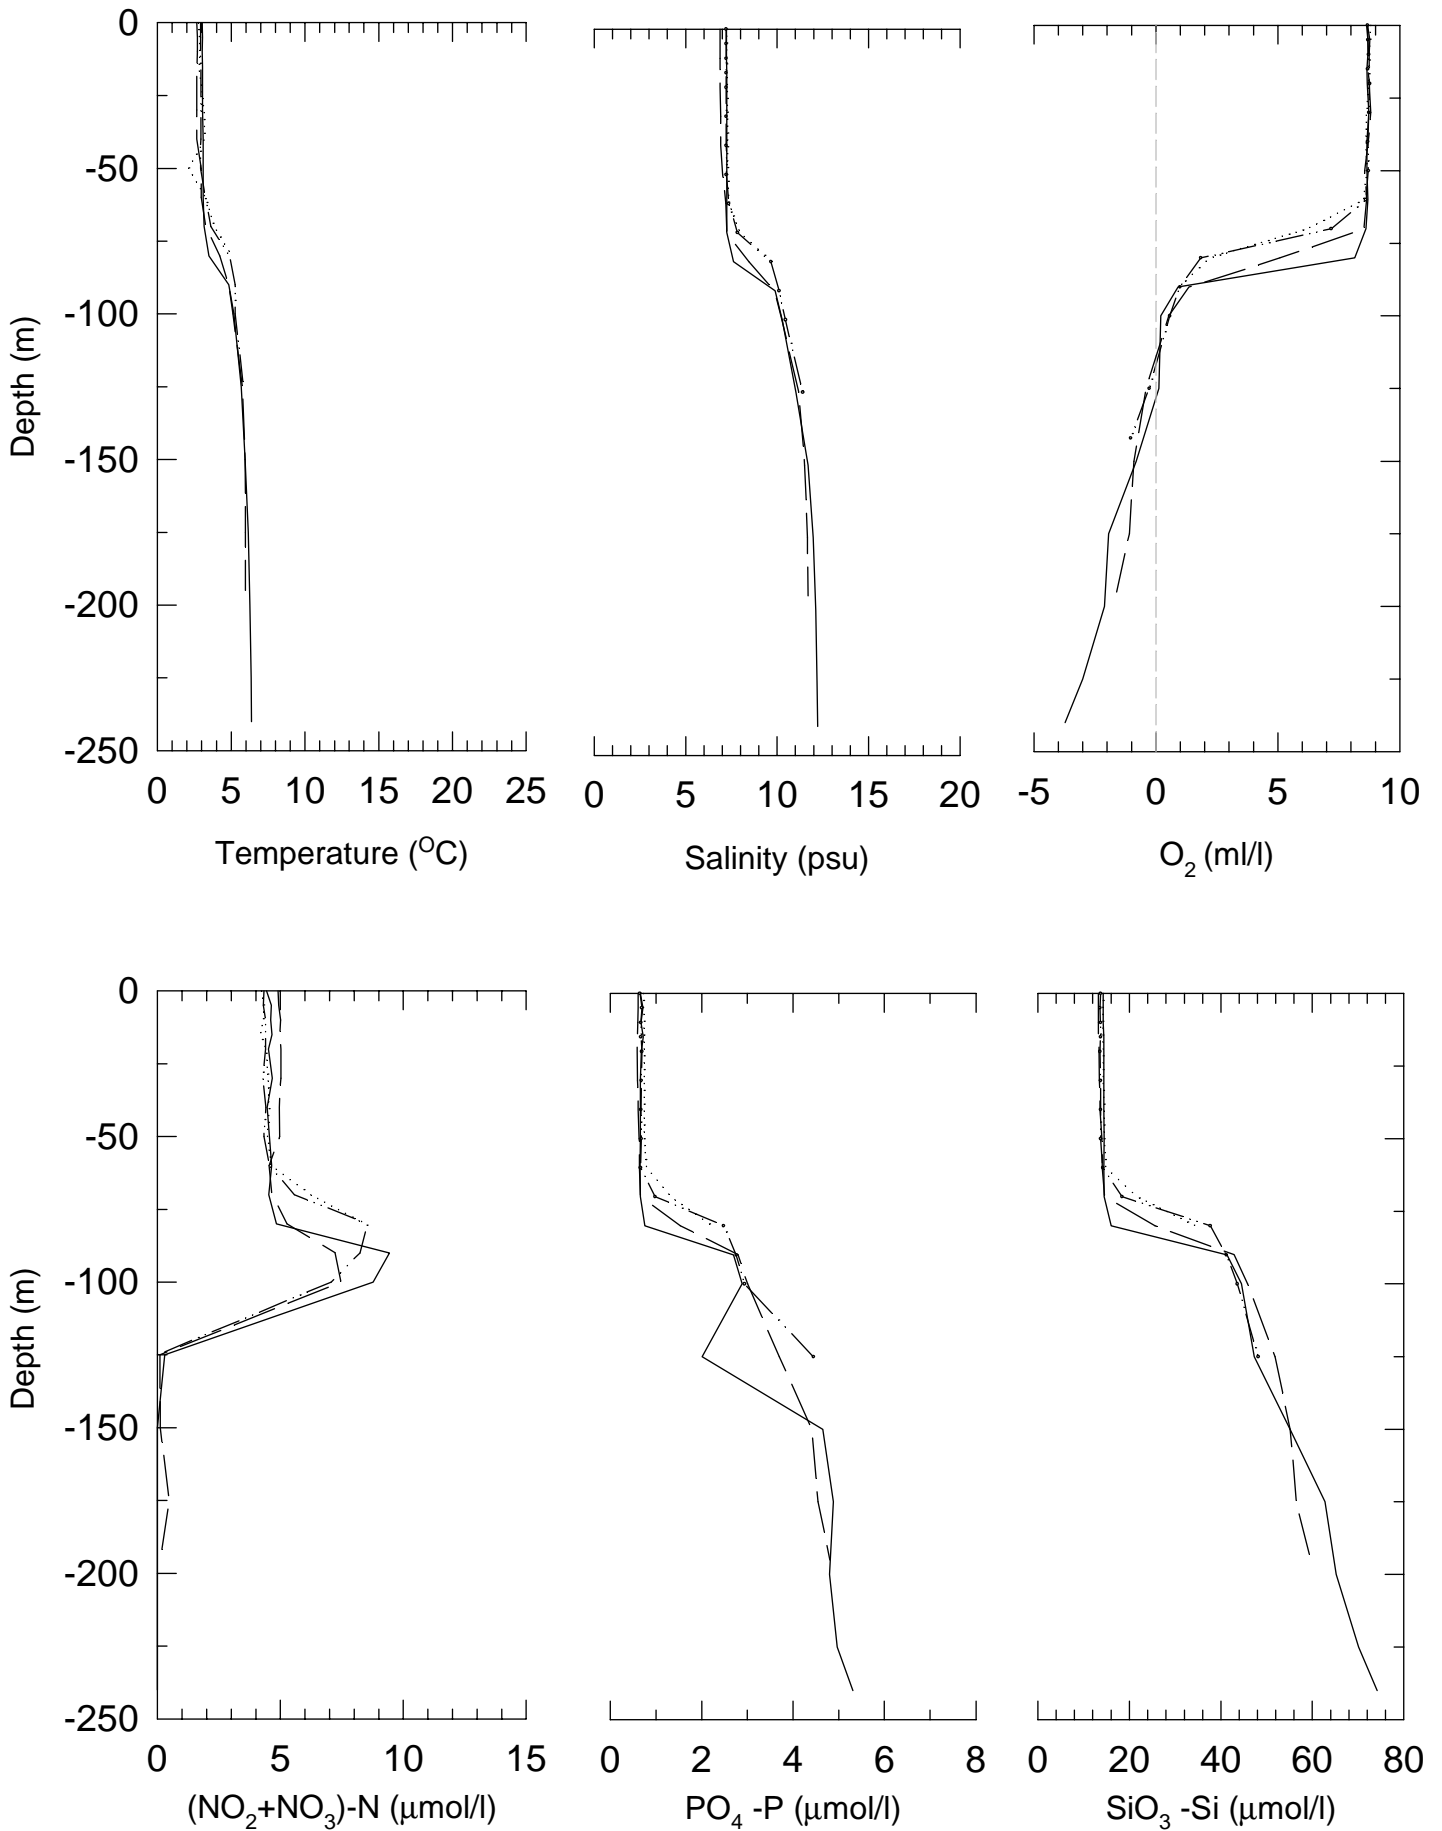 0
-50
-100
-150
-200
-250
Depth (m)
0 5 10 15 20 25
Temperature (°C)
0 5 10 15 20
Salinity (psu)
-5 0 5 10
O₂ (ml/l)
0
-50
-100
-150
-200
-250
Depth (m)
0 5 10 15
(NO₂+NO₃)-N (μmol/l)
0 2 4 6 8
PO₄ -P (μmol/l)
0 20 40 60 80
SiO₃ -Si (μmol/l)